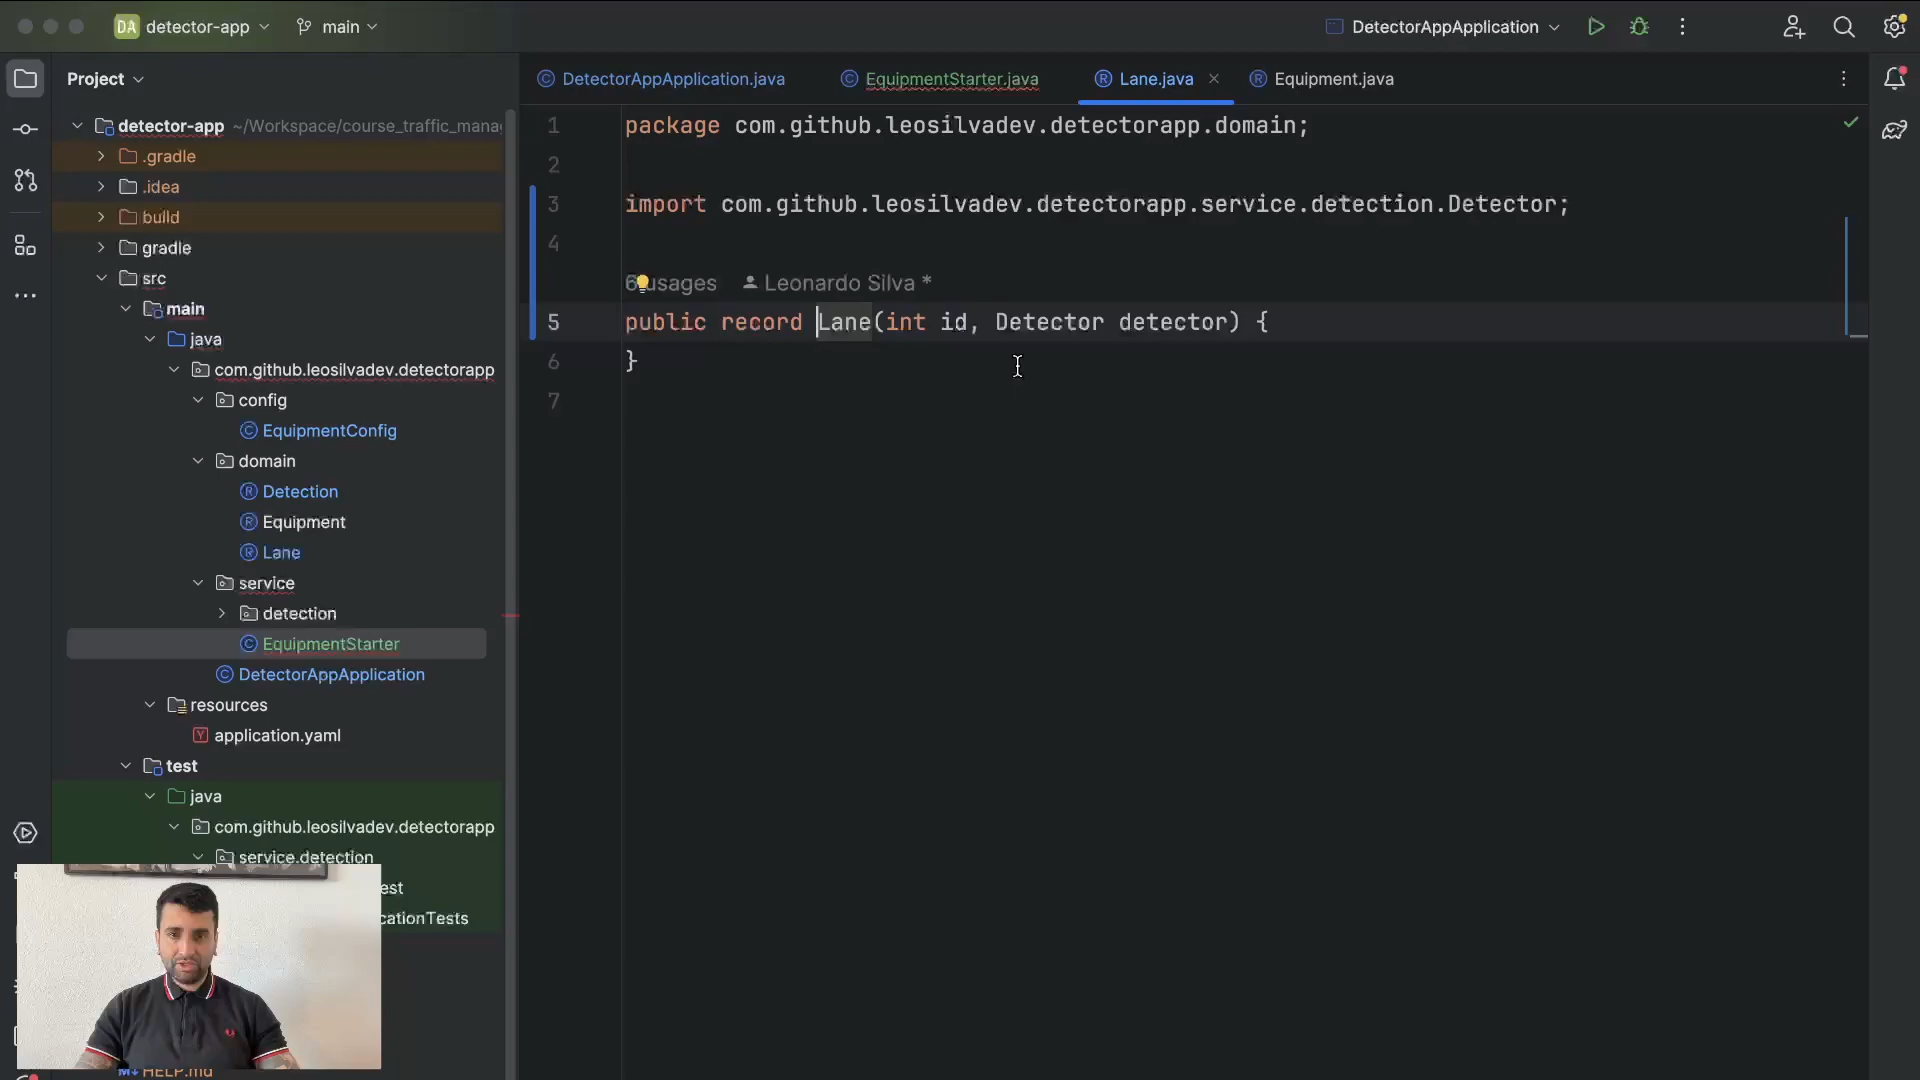 DA detector-app main DetectorAppApplication
Project
DetectorAppApplication.java EquipmentStarter.java Lane.java Equipment.java
detector-app ~/Workspace/course_traffic_mana
.gradle
.idea
build
gradle
src
main
java
com.github.leosilvadev.detectorapp
config
EquipmentConfig
domain
Detection
Equipment
Lane
service
detection
EquipmentStarter
DetectorAppApplication
resources
application.yaml
test
java
com.github.leosilvadev.detectorapp
service.detection
est
cationTests
HELP.md
1 package com.github.leosilvadev.detectorapp.domain;
2
3 import com.github.leosilvadev.detectorapp.service.detection.Detector;
4
6 usages Leonardo Silva *
5 public record Lane(int id, Detector detector) {
6 }
7